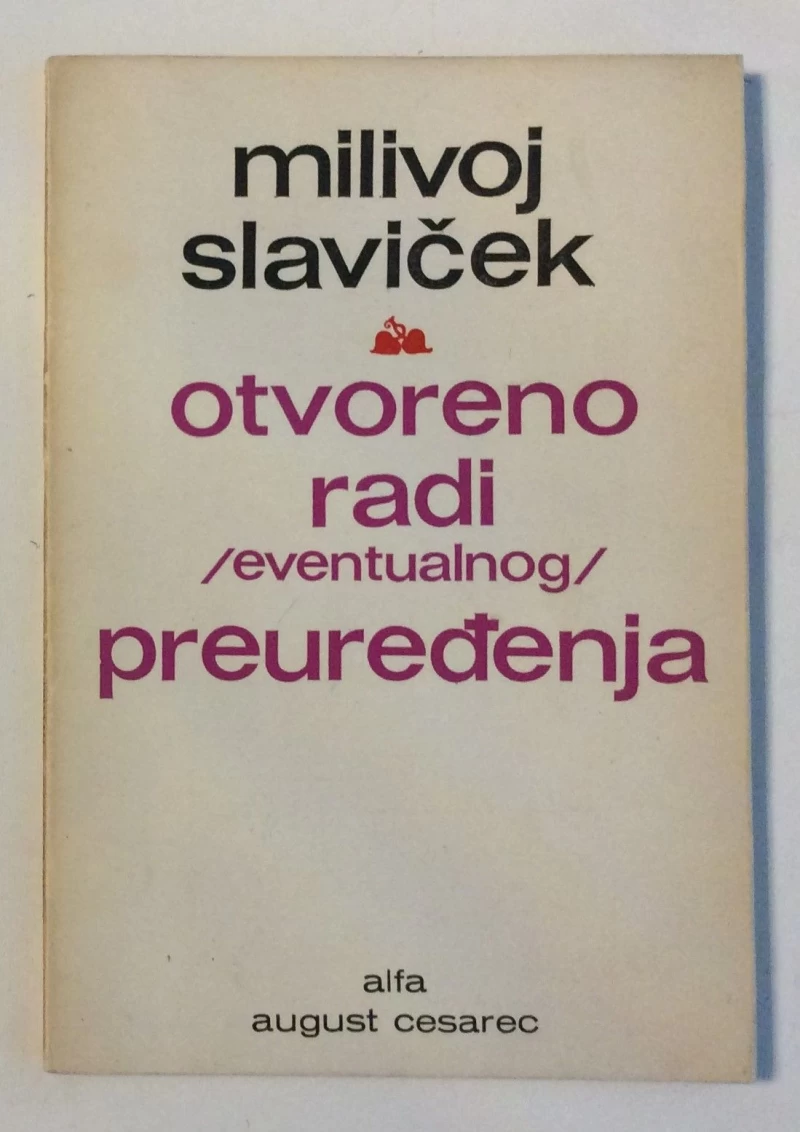 milivoj
slaviček
otvoreno
radi
/eventualnog/
preuređenja
alfa
august cesarec